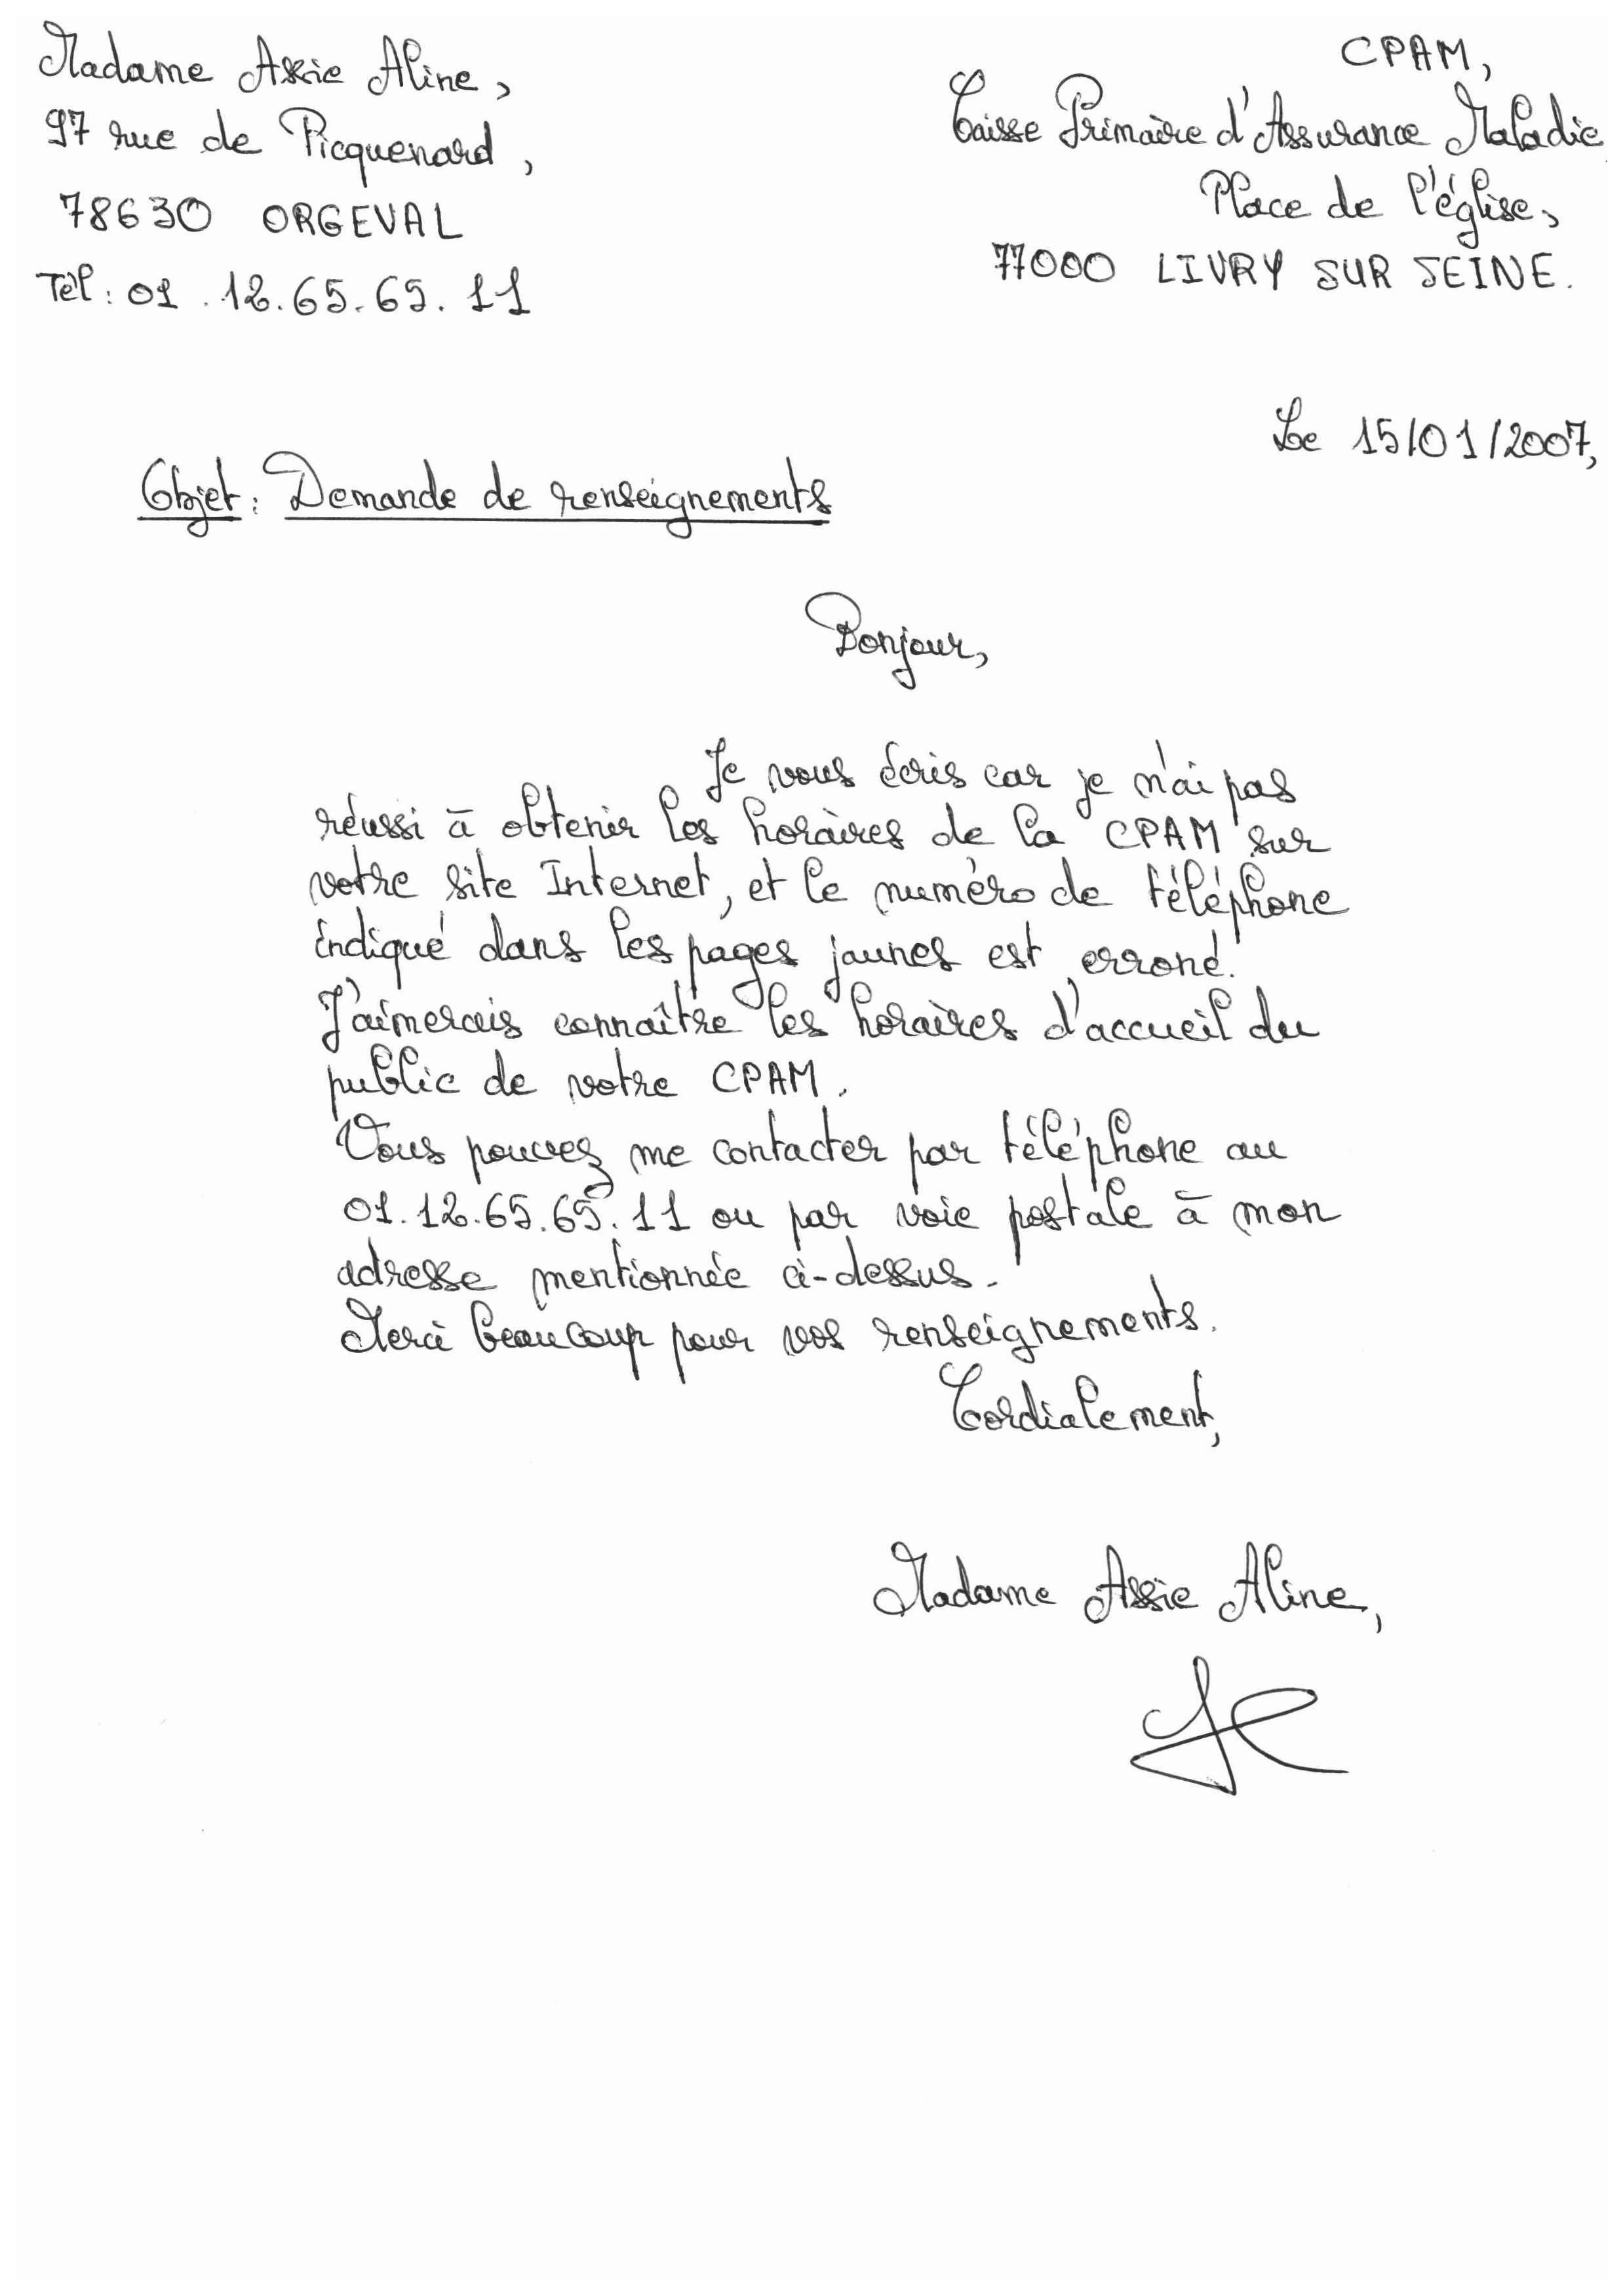 Madame Assie Aline,
97 rue de Picquenard,
78630 ORGEVAL
Tél : 01.12.65.65.11
CPAM,
Caisse Primaire d'Assurance Maladie
Place de l'église,
77000 LIVRY SUR SEINE.
Le 15/01/2007,
Objet : Demande de renseignements
Bonjour,
Je vous écris car je n'ai pas
réussi à obtenir les horaires de la CPAM sur
votre site Internet, et le numéro de téléphone
indiqué dans les pages jaunes est erroné.
J'aimerais connaître les horaires d'accueil du
public de votre CPAM.
Vous pouvez me contacter par téléphone au
01.12.65.65.11 ou par voie postale à mon
adresse mentionnée ci-dessus.
Merci beaucoup pour vos renseignements.
Cordialement,
Madame Assie Aline,